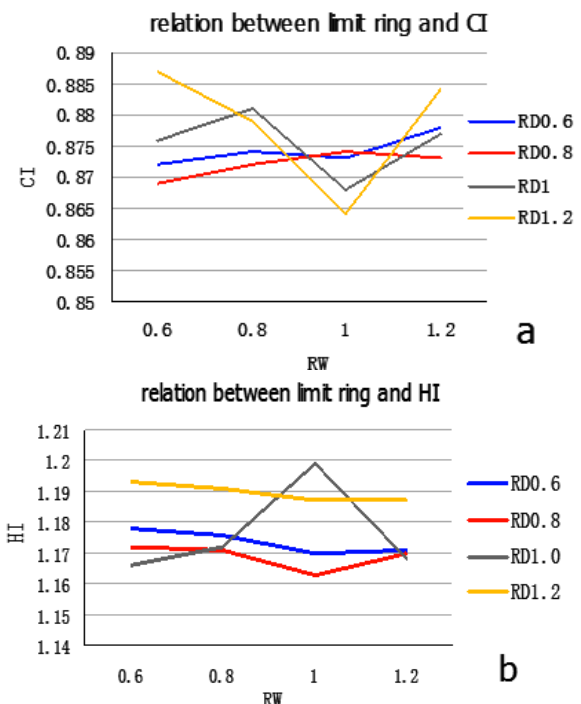 relation between limit ring and CI
0.89
0.885
0.88
0.875
0.87
0.865
0.86
0.855
0.85
CI
0.6 0.8 1 1.2
RW
RD0.6
RD0.8
RD1
RD1.2
a
relation between limit ring and HI
1.21
1.2
1.19
1.18
1.17
1.16
1.15
1.14
HI
0.6 0.8 1 1.2
RW
RD0.6
RD0.8
RD1.0
RD1.2
b